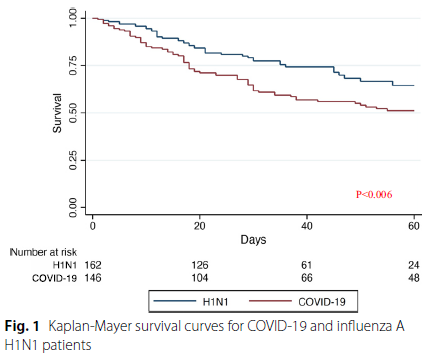 1.00
0.75
0.50
0.25
0.00
Survival
P<0.006
0 20 40 60
Days
Number at risk
H1N1 162 126 61 24
COVID-19 146 104 66 48
H1N1 COVID-19
Fig. 1 Kaplan-Mayer survival curves for COVID-19 and influenza A
H1N1 patients